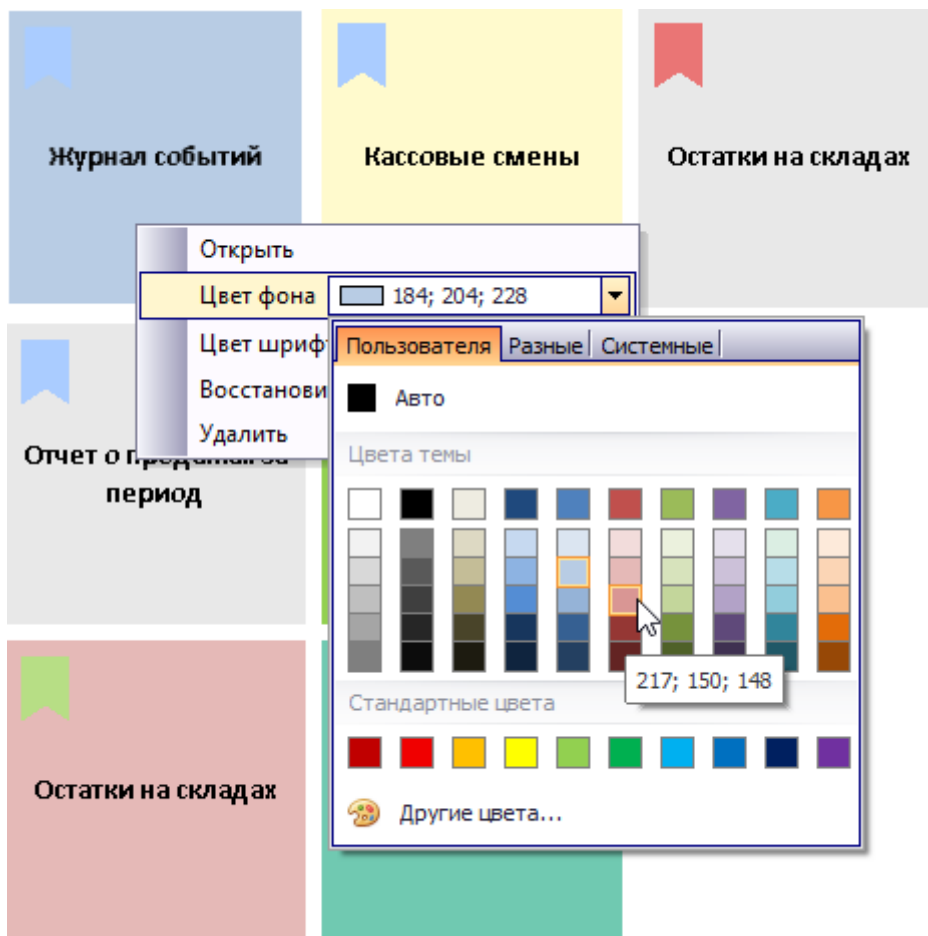 Журнал событий
Кассовые смены
Остатки на складах
Открыть
Цвет фона 184; 204; 228
Цвет шриф
Восстанови
Удалить
Пользователя Разные Системные
Авто
Цвета темы
217; 150; 148
Стандартные цвета
Другие цвета...
Отчет о
период
Остатки на складах